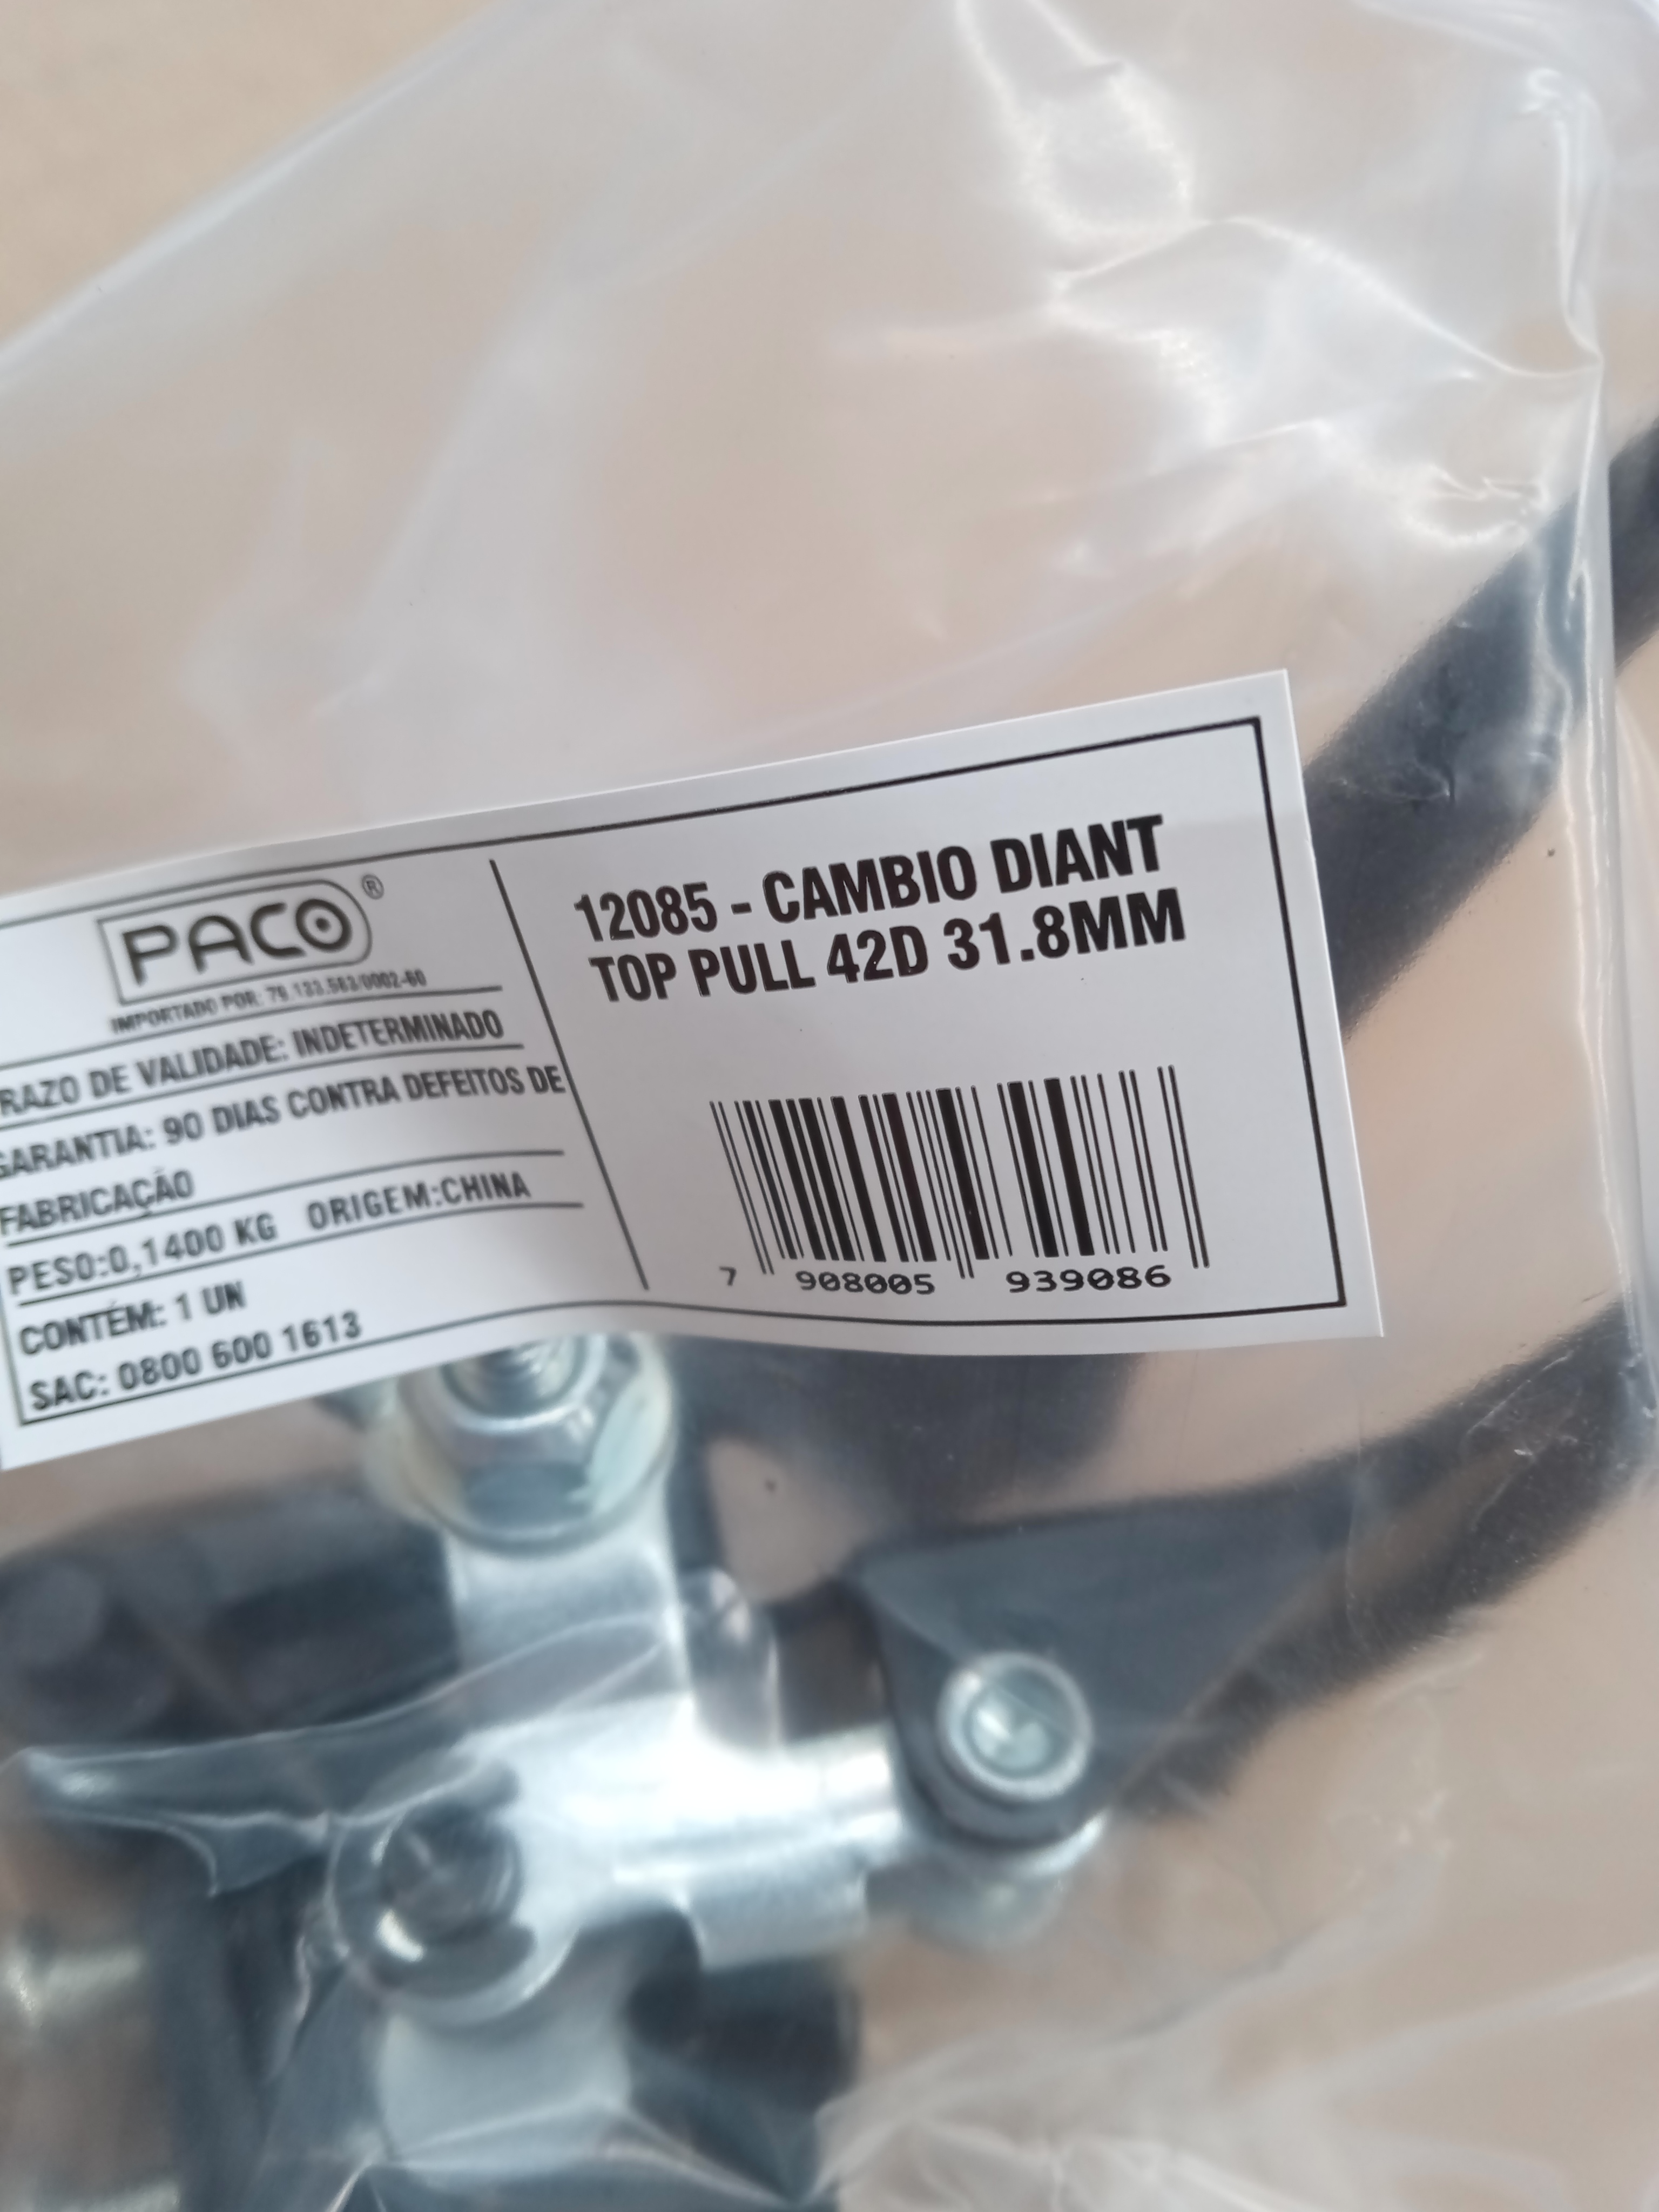 PACO®
IMPORTADO POR: 79.133.583/0002-60
RAZO DE VALIDADE: INDETERMINADO
GARANTIA: 90 DIAS CONTRA DEFEITOS DE
FABRICAÇÃO
PESO:0,1400 KG ORIGEM:CHINA
CONTÉM: 1 UN
SAC: 0800 600 1613
12085 - CAMBIO DIANT
TOP PULL 42D 31.8MM
7 908005 939086